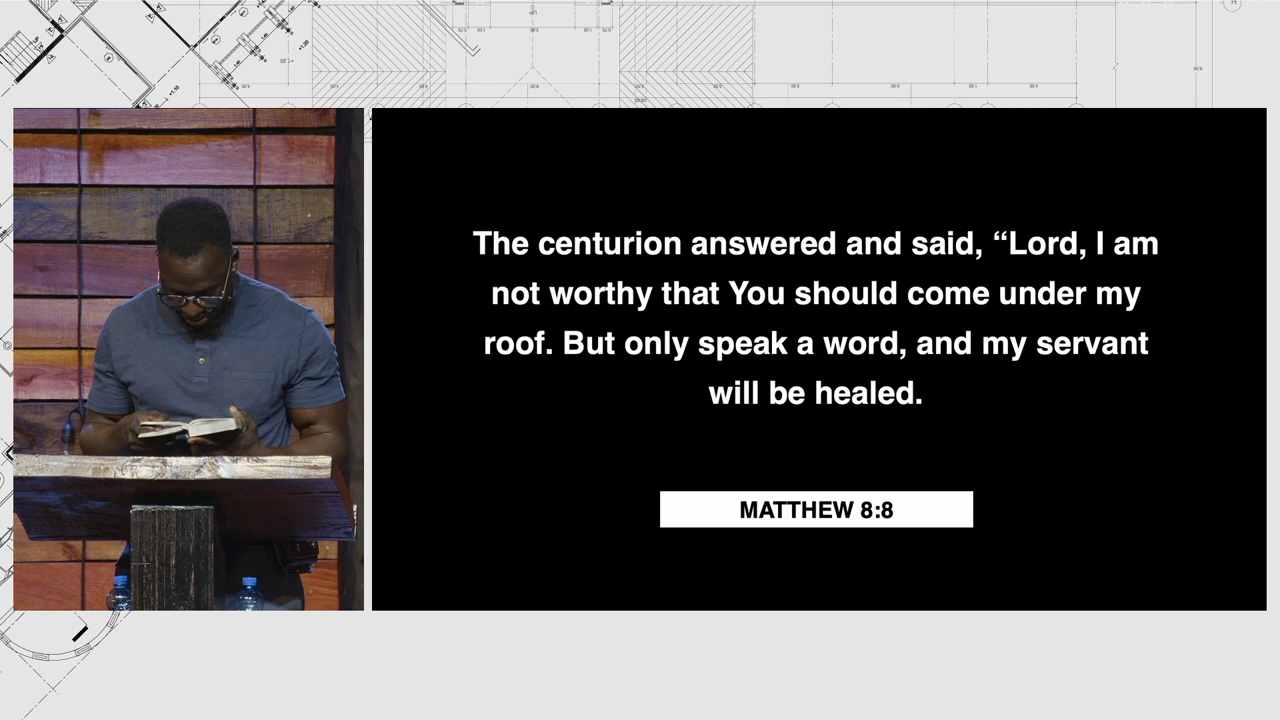 The centurion answered and said, “Lord, I am
not worthy that You should come under my
roof. But only speak a word, and my servant
will be healed.
MATTHEW 8:8